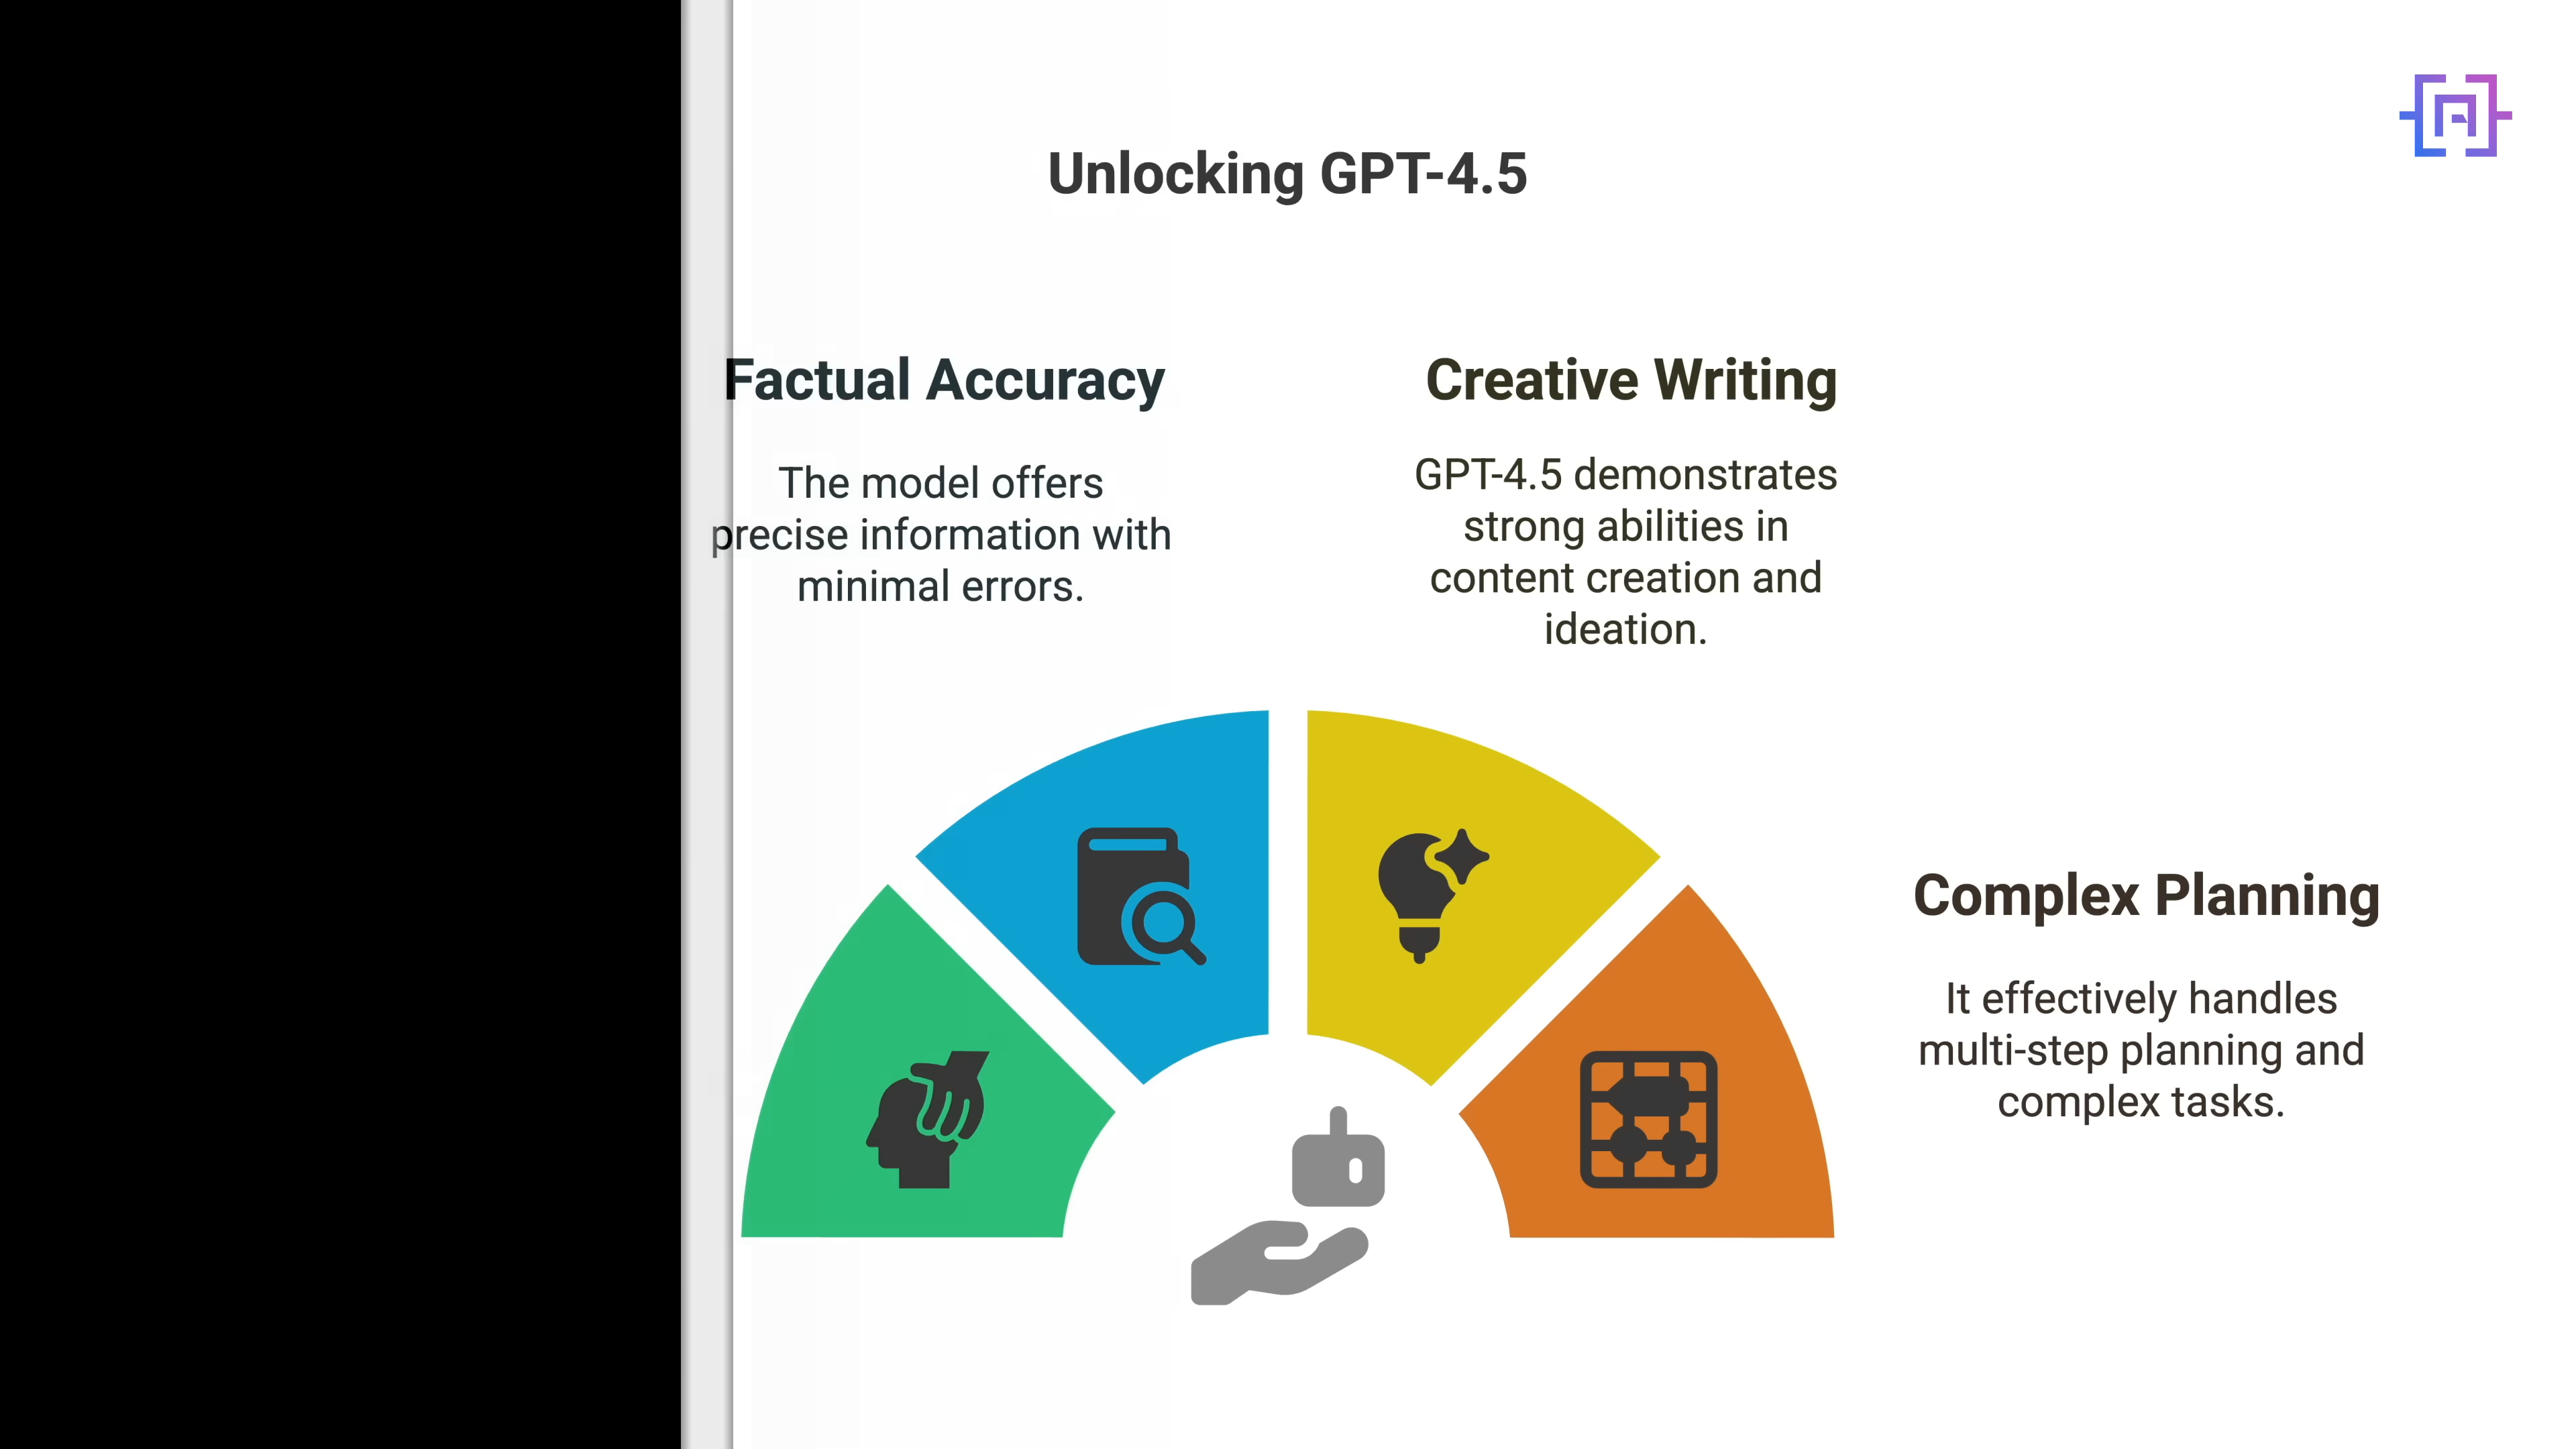 Unlocking GPT-4.5
Factual Accuracy
The model offers
precise information with
minimal errors.
Creative Writing
GPT-4.5 demonstrates
strong abilities in
content creation and
ideation.
Complex Planning
It effectively handles
multi-step planning and
complex tasks.